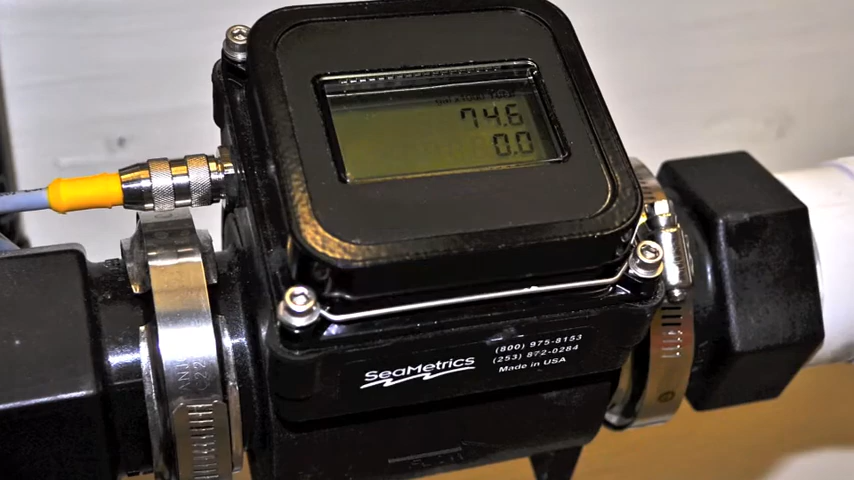 74.6
0.0
SeaMetrics
(800) 975-8153
(253) 872-0284
Made in USA